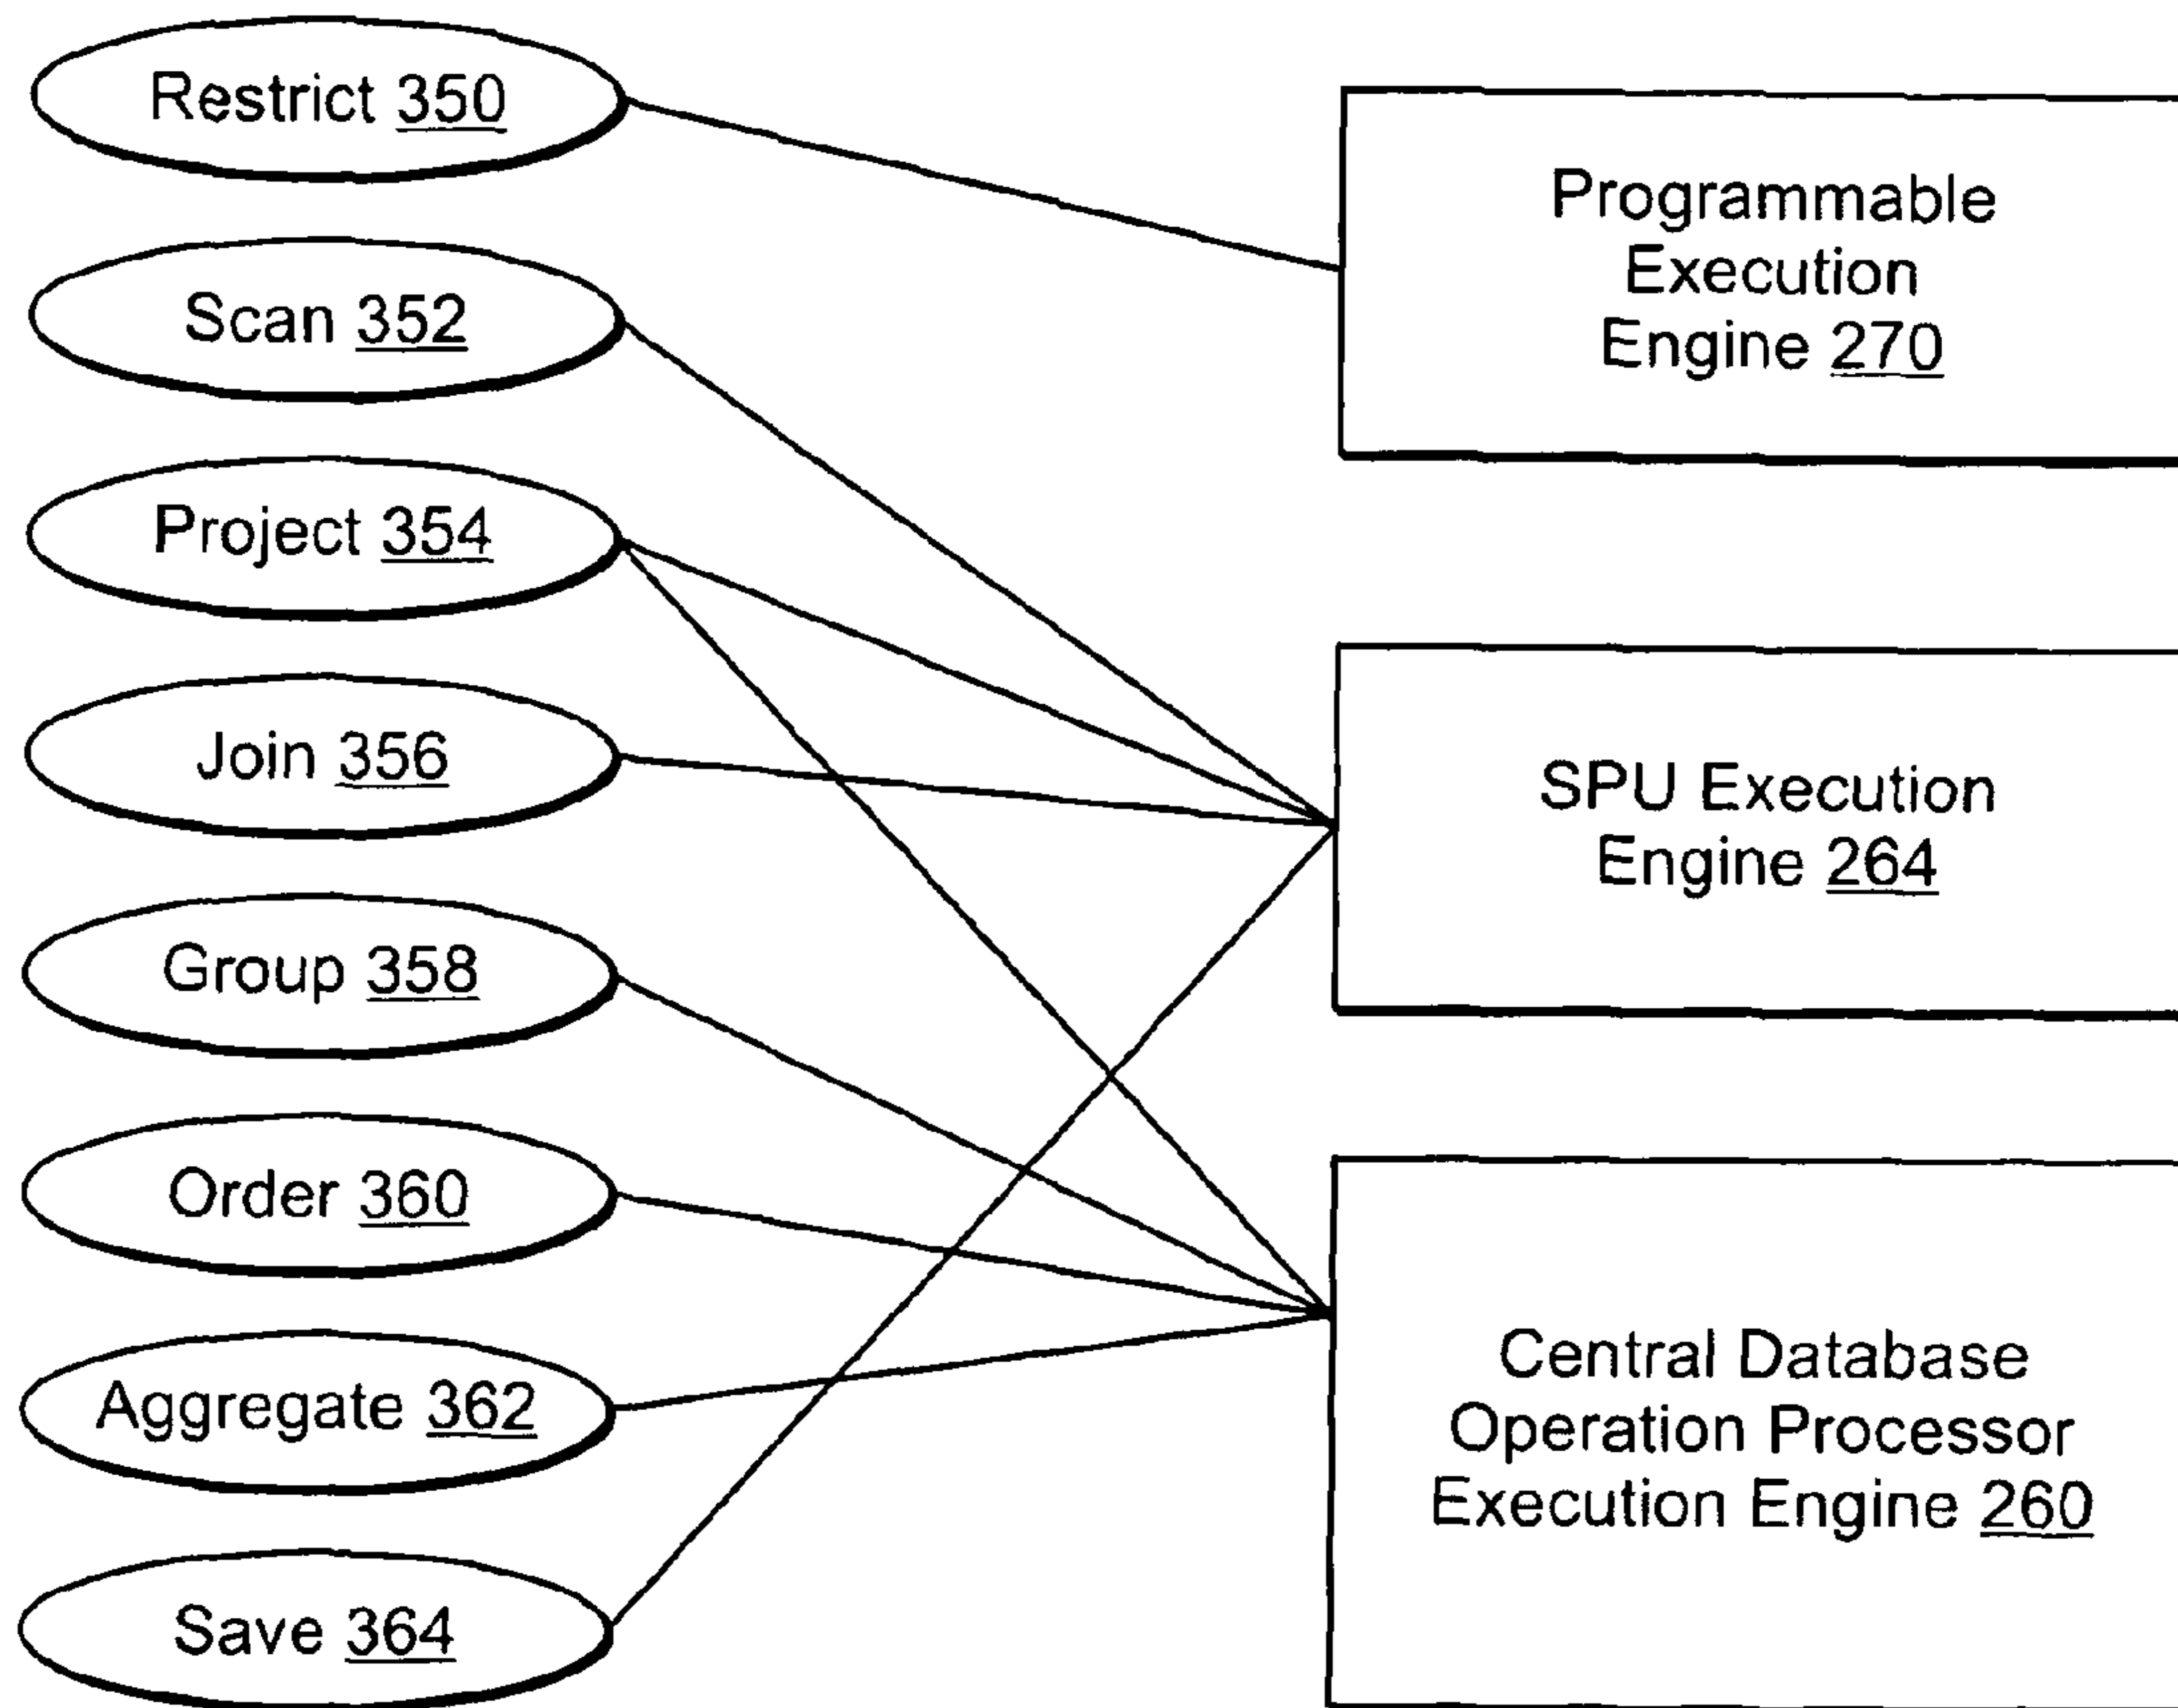 Restrict 350
Scan 352
Project 354
Join 356
Group 358
Order 360
Aggregate 362
Save 364
Programmable
Execution
Engine 270
SPU Execution
Engine 264
Central Database
Operation Processor
Execution Engine 260